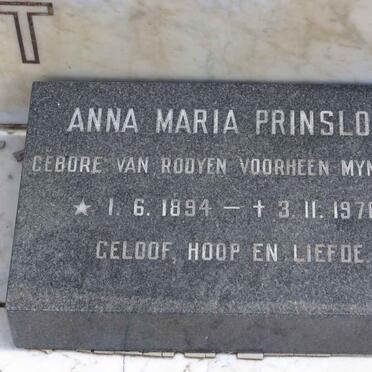 T
ANNA MARIA PRINSLO
GEBORE VAN ROOYEN VOORHEEN MYN
★ 1. 6. 1894 — † 3. 11. 197
GELOOF, HOOP EN LIEFDE.